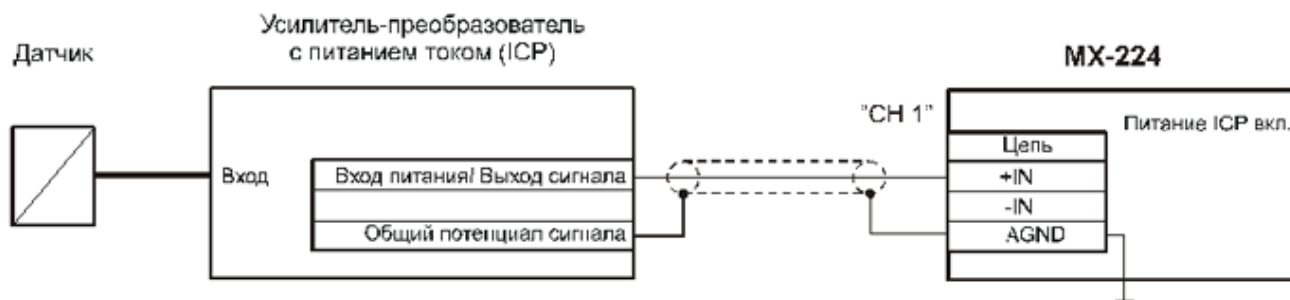 Усилитель-преобразователь
с питанием током (ICP)
Датчик
MX-224
"CH 1"
Питание ICP вкл.
Цепь
Вход
Вход питания/ Выход сигнала
+IN
-IN
Общий потенциал сигнала
AGND